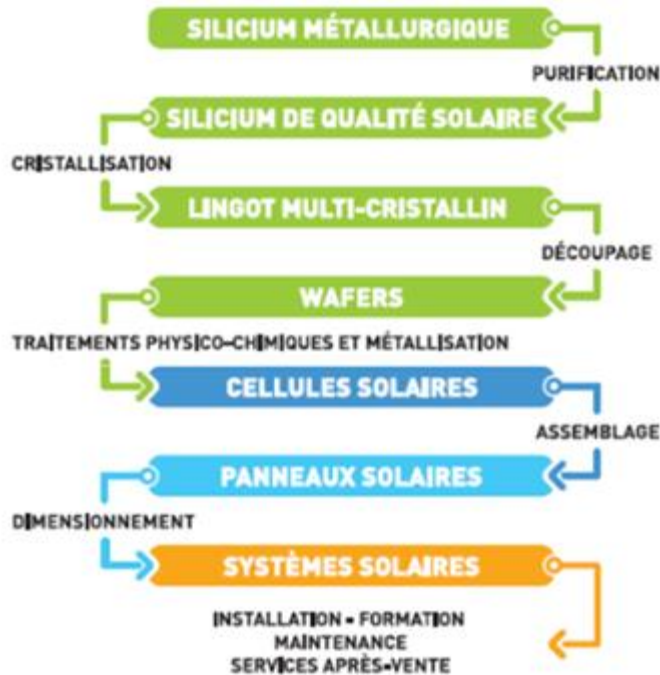 SILICIUM MÉTALLURGIQUE
PURIFICATION
SILICIUM DE QUALITÉ SOLAIRE
CRISTALLISATION
LINGOT MULTI-CRISTALLIN
DÉCOUPAGE
WAFERS
TRAITEMENTS PHYSICO-CHIMIQUES ET MÉTALLISATION
CELLULES SOLAIRES
ASSEMBLAGE
PANNEAUX SOLAIRES
DIMENSIONNEMENT
SYSTÈMES SOLAIRES
INSTALLATION - FORMATION
MAINTENANCE
SERVICES APRÈS-VENTE